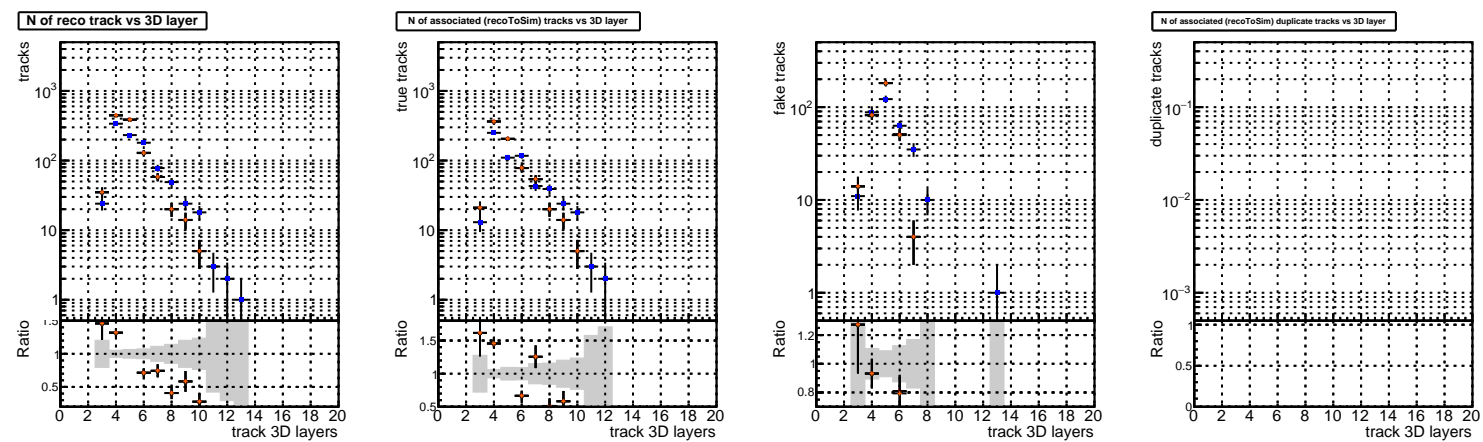 N of reco track vs 3D layer
tracks
10³
10²
10
1
1.5
1
0.5
Ratio
0 2 4 6 8 10 12 14 16 18 20
track 3D layers
N of associated (recoToSim) tracks vs 3D layer
true tracks
10³
10²
10
1
1.5
1
0.5
Ratio
0 2 4 6 8 10 12 14 16 18 20
track 3D layers
fake tracks
10²
10
1
1.2
1
0.8
Ratio
0 2 4 6 8 10 12 14 16 18 20
track 3D layers
N of associated (recoToSim) duplicate tracks vs 3D layer
duplicate tracks
10⁻¹
10⁻²
10⁻³
1
0.5
0
Ratio
0 2 4 6 8 10 12 14 16 18 20
track 3D layers